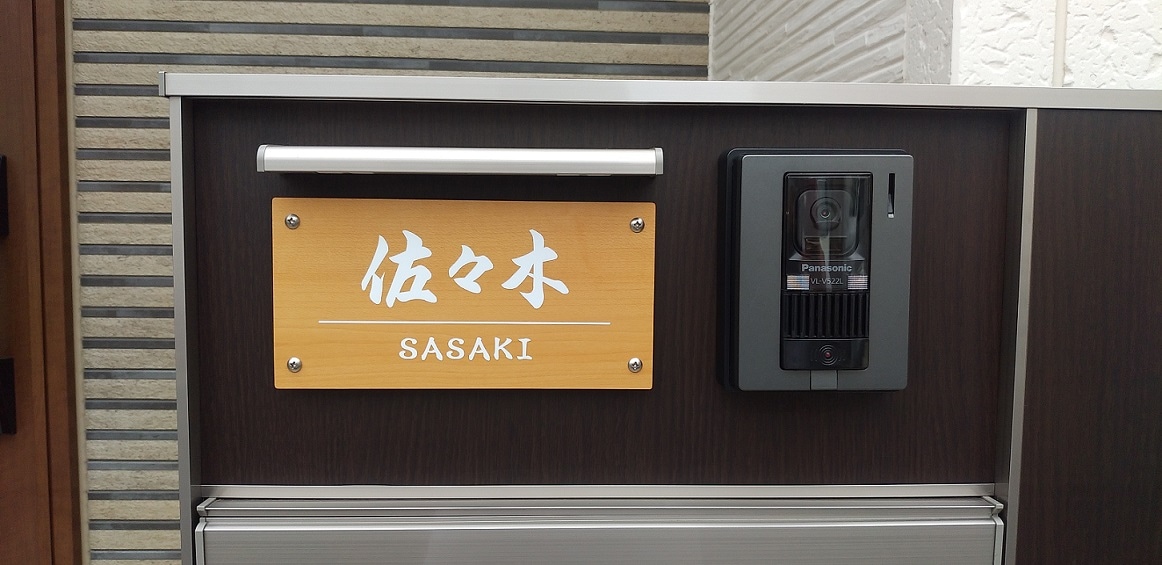 佐々木
SASAKI
Panasonic
VL-V522L